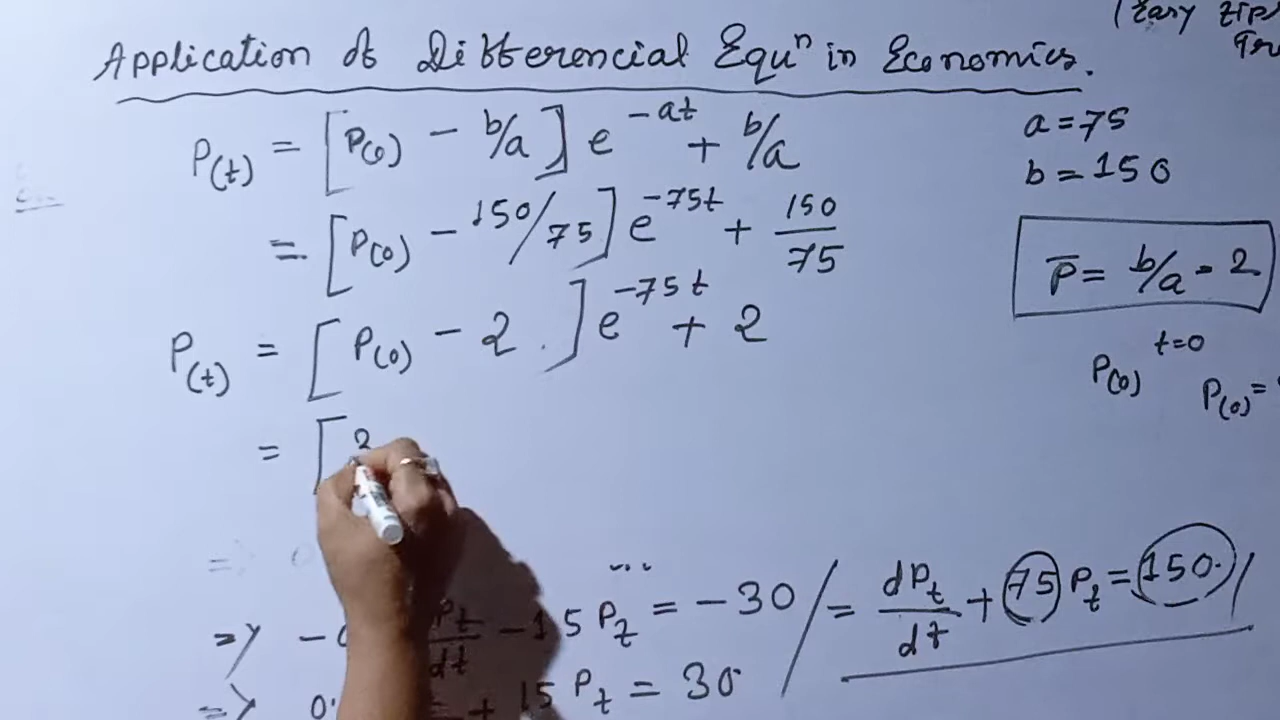 (Easy
Application of Differencial Equⁿ in Economics.
P(t) = [P(0) - b/a] e^-at + b/a
a = 75
b = 150
= [P(0) - 150/75] e^-75t + 150/75
P̅ = b/a = 2
P(t) = [P(0) - 2 .] e^-75t + 2
t=0
P(0)
P(0) =
= [
=> -15 Pt = -30 / = dPt/dt + 75 Pt = 150. /
=> + 15 Pt = 30